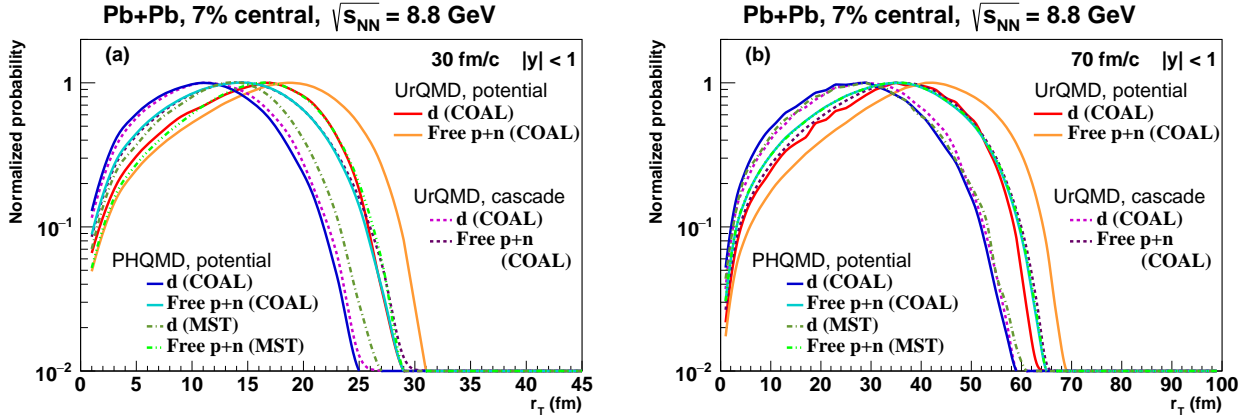 Pb+Pb, 7% central, √s_NN = 8.8 GeV
Normalized probability
(a)
30 fm/c |y| < 1
UrQMD, potential
d (COAL)
Free p+n (COAL)
UrQMD, cascade
d (COAL)
Free p+n
(COAL)
PHQMD, potential
d (COAL)
Free p+n (COAL)
d (MST)
Free p+n (MST)
1
10⁻¹
10⁻²
0 5 10 15 20 25 30 35 40 45
r_T (fm)
Pb+Pb, 7% central, √s_NN = 8.8 GeV
Normalized probability
(b)
70 fm/c |y| < 1
UrQMD, potential
d (COAL)
Free p+n (COAL)
UrQMD, cascade
d (COAL)
Free p+n
(COAL)
PHQMD, potential
d (COAL)
Free p+n (COAL)
d (MST)
Free p+n (MST)
1
10⁻¹
10⁻²
0 10 20 30 40 50 60 70 80 90 100
r_T (fm)